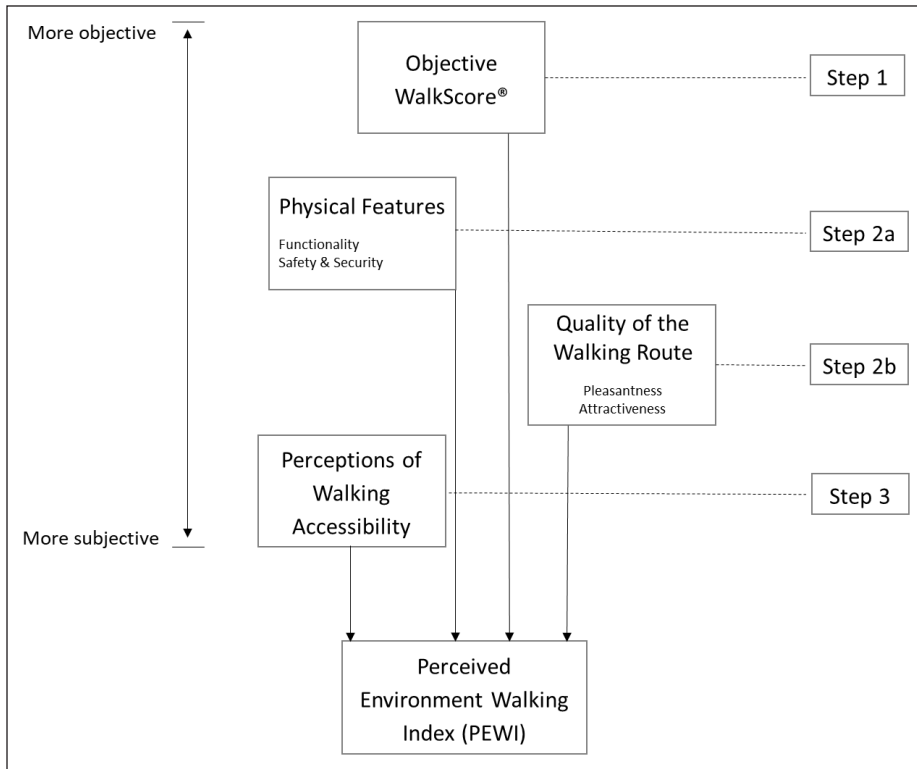 More objective
Objective
WalkScore®
Step 1
Physical Features
Functionality
Safety & Security
Step 2a
Quality of the
Walking Route
Pleasantness
Attractiveness
Step 2b
Perceptions of
Walking
Accessibility
Step 3
More subjective
Perceived
Environment Walking
Index (PEWI)